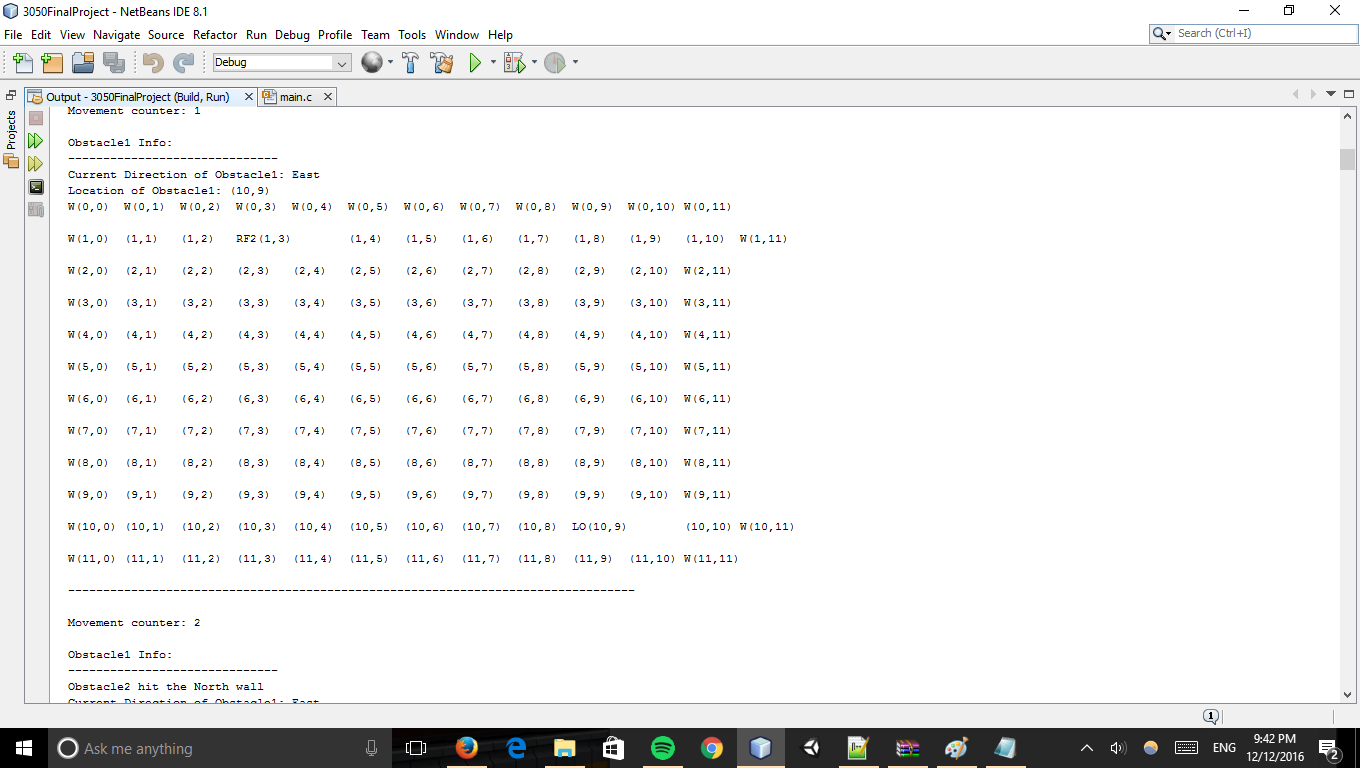 3050FinalProject - NetBeans IDE 8.1
File Edit View Navigate Source Refactor Run Debug Profile Team Tools Window Help
Search (Ctrl+I)
Debug
Output - 3050FinalProject (Build, Run) main.c
Projects
Movement counter: 1
Obstacle1 Info:
------------------------------
Current Direction of Obstacle1: East
Location of Obstacle1: (10,9)
W(0,0) W(0,1) W(0,2) W(0,3) W(0,4) W(0,5) W(0,6) W(0,7) W(0,8) W(0,9) W(0,10) W(0,11)
W(1,0) (1,1) (1,2) RF2(1,3) (1,4) (1,5) (1,6) (1,7) (1,8) (1,9) (1,10) W(1,11)
W(2,0) (2,1) (2,2) (2,3) (2,4) (2,5) (2,6) (2,7) (2,8) (2,9) (2,10) W(2,11)
W(3,0) (3,1) (3,2) (3,3) (3,4) (3,5) (3,6) (3,7) (3,8) (3,9) (3,10) W(3,11)
W(4,0) (4,1) (4,2) (4,3) (4,4) (4,5) (4,6) (4,7) (4,8) (4,9) (4,10) W(4,11)
W(5,0) (5,1) (5,2) (5,3) (5,4) (5,5) (5,6) (5,7) (5,8) (5,9) (5,10) W(5,11)
W(6,0) (6,1) (6,2) (6,3) (6,4) (6,5) (6,6) (6,7) (6,8) (6,9) (6,10) W(6,11)
W(7,0) (7,1) (7,2) (7,3) (7,4) (7,5) (7,6) (7,7) (7,8) (7,9) (7,10) W(7,11)
W(8,0) (8,1) (8,2) (8,3) (8,4) (8,5) (8,6) (8,7) (8,8) (8,9) (8,10) W(8,11)
W(9,0) (9,1) (9,2) (9,3) (9,4) (9,5) (9,6) (9,7) (9,8) (9,9) (9,10) W(9,11)
W(10,0) (10,1) (10,2) (10,3) (10,4) (10,5) (10,6) (10,7) (10,8) LO(10,9) (10,10) W(10,11)
W(11,0) (11,1) (11,2) (11,3) (11,4) (11,5) (11,6) (11,7) (11,8) (11,9) (11,10) W(11,11)
---------------------------------------------------------------------------------
Movement counter: 2
Obstacle1 Info:
------------------------------
Obstacle2 hit the North wall
Current Direction of Obstacle1: East
1
Ask me anything
ENG
9:42 PM
12/12/2016
2